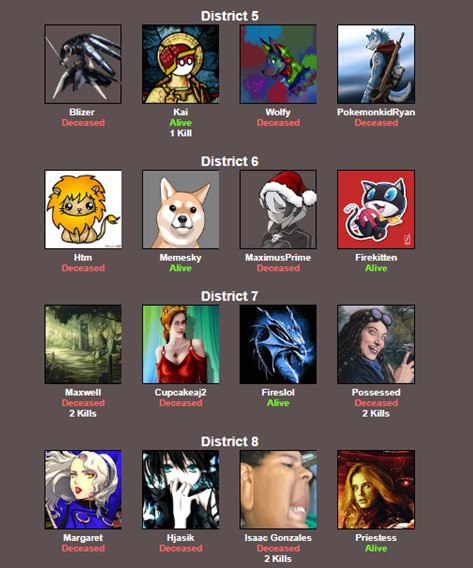 District 5
Blizer Kai Wolfy PokemonkidRyan
Deceased Alive Deceased Deceased
1 Kill
District 6
Htm Memesky MaximusPrime Firekitten
Deceased Alive Deceased Alive
District 7
Maxwell Cupcakeaj2 Fireslol Possessed
Deceased Deceased Alive Deceased
2 Kills 2 Kills
District 8
Margaret Hjasik Isaac Gonzales Priestess
Deceased Deceased Deceased Alive
2 Kills